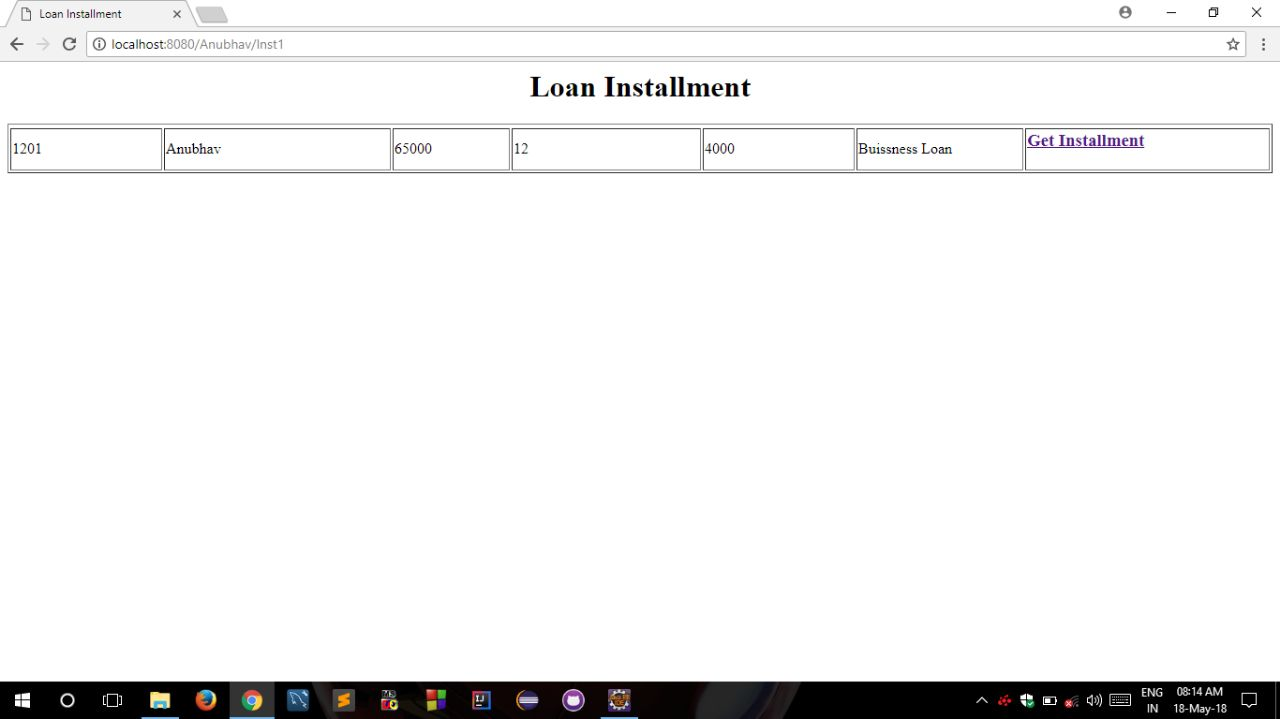 Loan Installment
localhost:8080/Anubhav/Inst1
Loan Installment
1201 Anubhav 65000 12 4000 Buissness Loan Get Installment
ENG 08:14 AM
IN 18-May-18